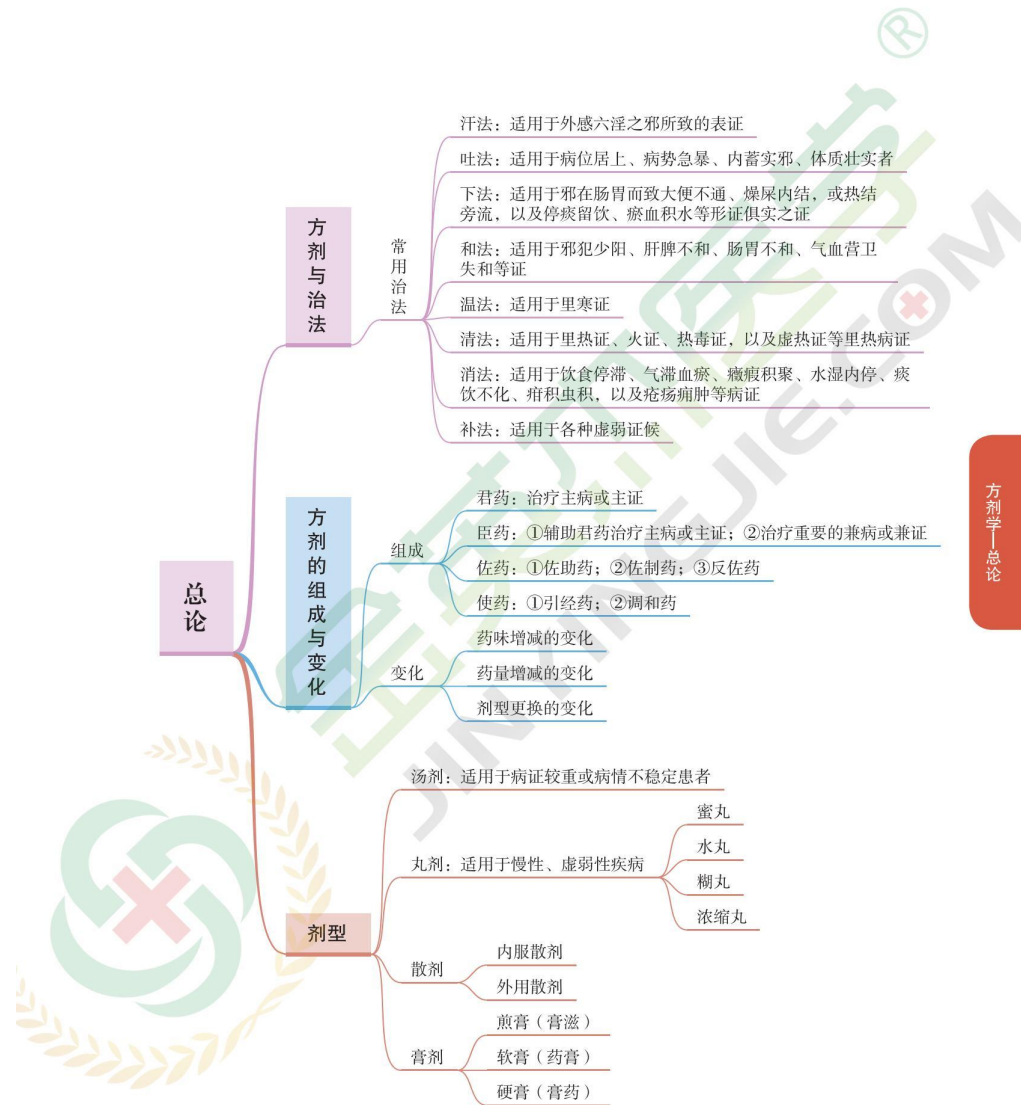 汗法：适用于外感六淫之邪所致的表证
吐法：适用于病位居上、病势急暴、内蓄实邪、体质壮实者
下法：适用于邪在肠胃而致大便不通、燥屎内结，或热结
旁流，以及停痰留饮、瘀血积水等形证俱实之证
方剂与治法
常用治法
和法：适用于邪犯少阳、肝脾不和、肠胃不和、气血营卫
失和等证
温法：适用于里寒证
清法：适用于里热证、火证、热毒证，以及虚热证等里热病证
消法：适用于饮食停滞、气滞血瘀、癥瘕积聚、水湿内停、痰
饮不化、疳积虫积，以及疮疡痈肿等病证
补法：适用于各种虚弱证候
方剂学—总论
总论
方剂的组成与变化
组成
君药：治疗主病或主证
臣药：①辅助君药治疗主病或主证；②治疗重要的兼病或兼证
佐药：①佐助药；②佐制药；③反佐药
使药：①引经药；②调和药
变化
药味增减的变化
药量增减的变化
剂型更换的变化
剂型
汤剂：适用于病证较重或病情不稳定患者
丸剂：适用于慢性、虚弱性疾病
蜜丸
水丸
糊丸
浓缩丸
散剂
内服散剂
外用散剂
膏剂
煎膏（膏滋）
软膏（药膏）
硬膏（膏药）
金英杰医学®
JINYINGJIE.COM